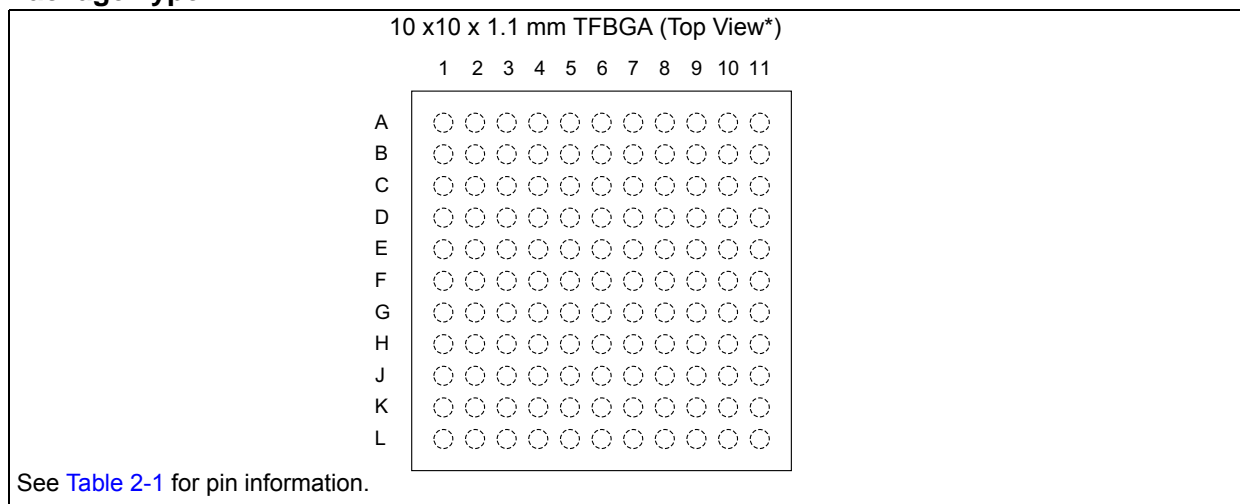 10 x10 x 1.1 mm TFBGA (Top View*)
1 2 3 4 5 6 7 8 9 10 11
A
B
C
D
E
F
G
H
J
K
L
See Table 2-1 for pin information.